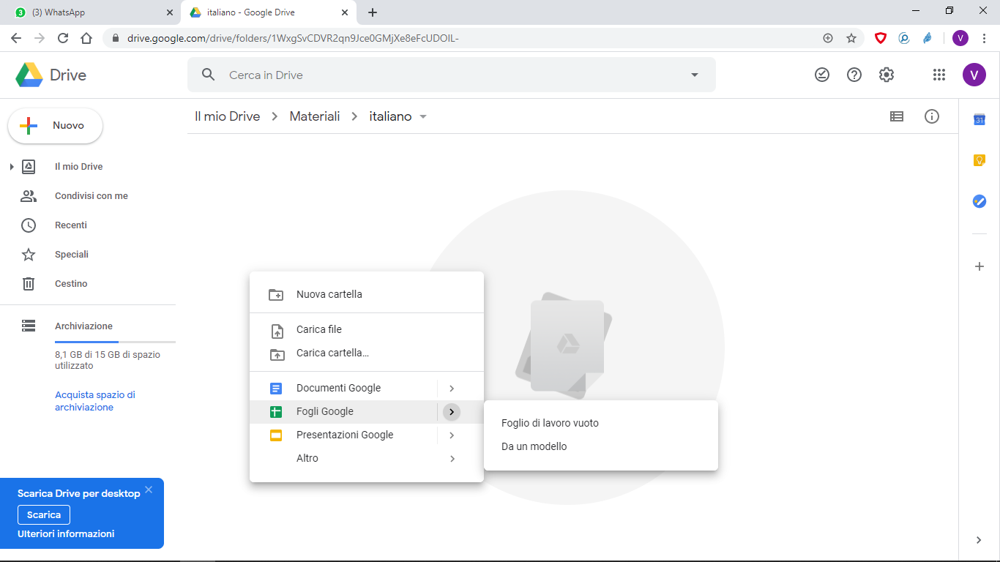 3 (3) WhatsApp
italiano - Google Drive
drive.google.com/drive/folders/1WxgSvCDVR2qn9Jce0GMjXe8eFcUDOIL-
V
Drive
Cerca in Drive
V
Nuovo
Il mio Drive
Materiali
italiano
31
Il mio Drive
Condivisi con me
Recenti
Speciali
Cestino
Archiviazione
8,1 GB di 15 GB di spazio
utilizzato
Acquista spazio di
archiviazione
Nuova cartella
Carica file
Carica cartella...
Documenti Google
Fogli Google
Presentazioni Google
Altro
Foglio di lavoro vuoto
Da un modello
Scarica Drive per desktop
Scarica
Ulteriori informazioni